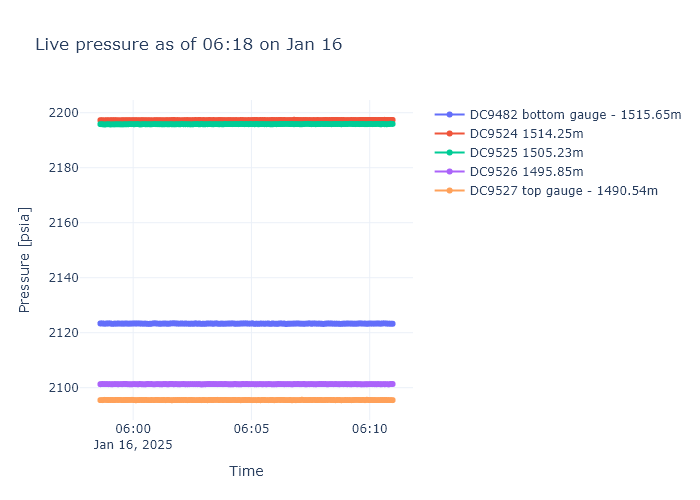 Live pressure as of 06:18 on Jan 16
2200
2180
2160
2140
2120
2100
Pressure [psia]
06:00
Jan 16, 2025
06:05
06:10
Time
DC9482 bottom gauge - 1515.65m
DC9524 1514.25m
DC9525 1505.23m
DC9526 1495.85m
DC9527 top gauge - 1490.54m